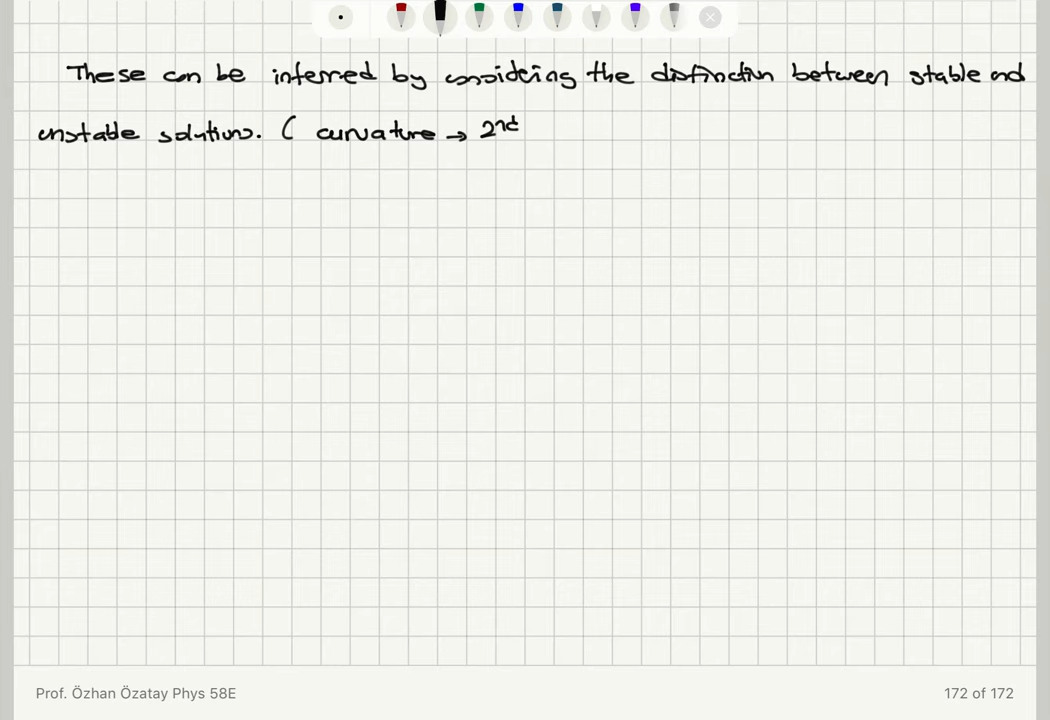 These can be inferred by considering the distinction between stable and
unstable solutions. ( curvature → 2nd
Prof. Özhan Özatay Phys 58E
172 of 172